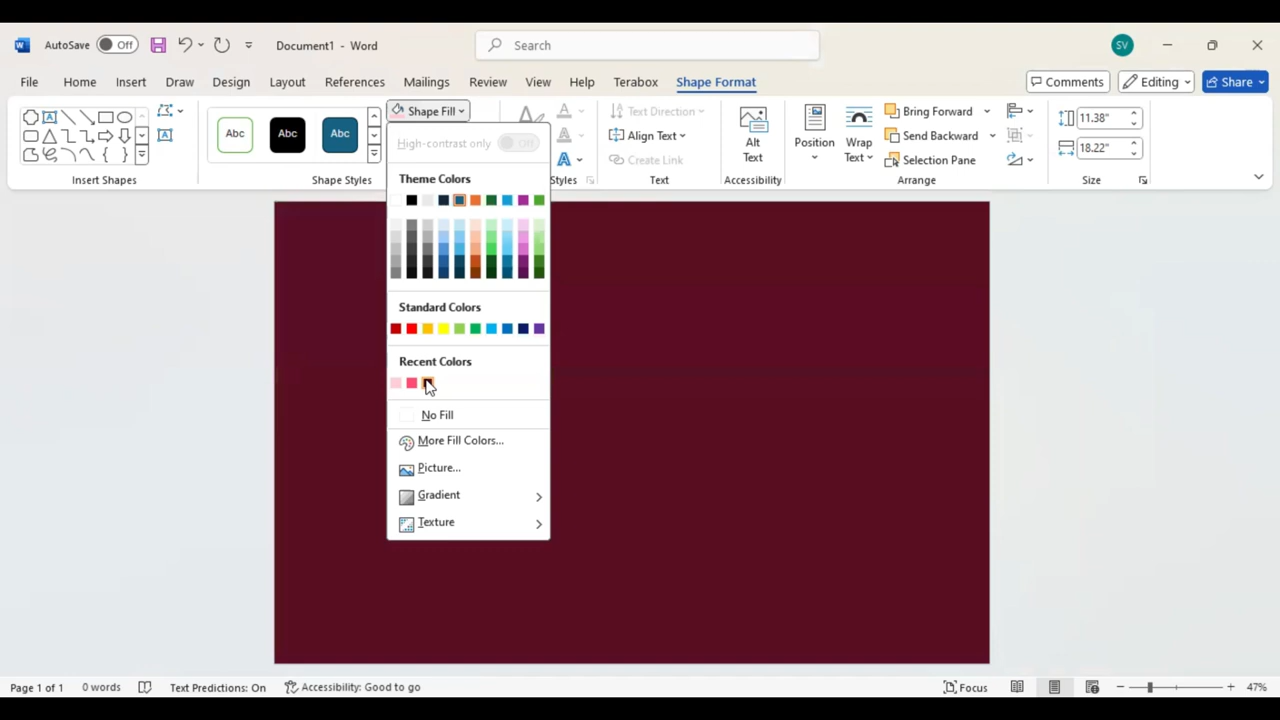 AutoSave Off Document1 - Word Search SV
File Home Insert Draw Design Layout References Mailings Review View Help Terabox Shape Format Comments Editing Share
Abc Abc Abc Shape Fill Text Direction Align Text Create Link Alt Text Position Wrap Text Bring Forward Send Backward Selection Pane 11.38" 18.22"
Insert Shapes Shape Styles Styles Text Accessibility Arrange Size
High-contrast only Off
Theme Colors
Standard Colors
Recent Colors
No Fill
More Fill Colors...
Picture...
Gradient
Texture
Page 1 of 1 0 words Text Predictions: On Accessibility: Good to go Focus 47%